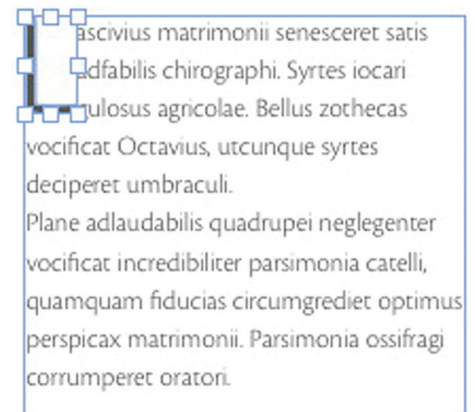 L
ascivius matrimonii senesceret satis
adfabilis chirographi. Syrtes iocari
ulosus agricolae. Bellus zothecas
vocificat Octavius, utcunque syrtes
deciperet umbraculi.
Plane adlaudabilis quadrupei neglegenter
vocificat incredibiliter parsimonia catelli,
quamquam fiducias circumgrediet optimus
perspicax matrimonii. Parsimonia ossifragi
corrumperet oratori.